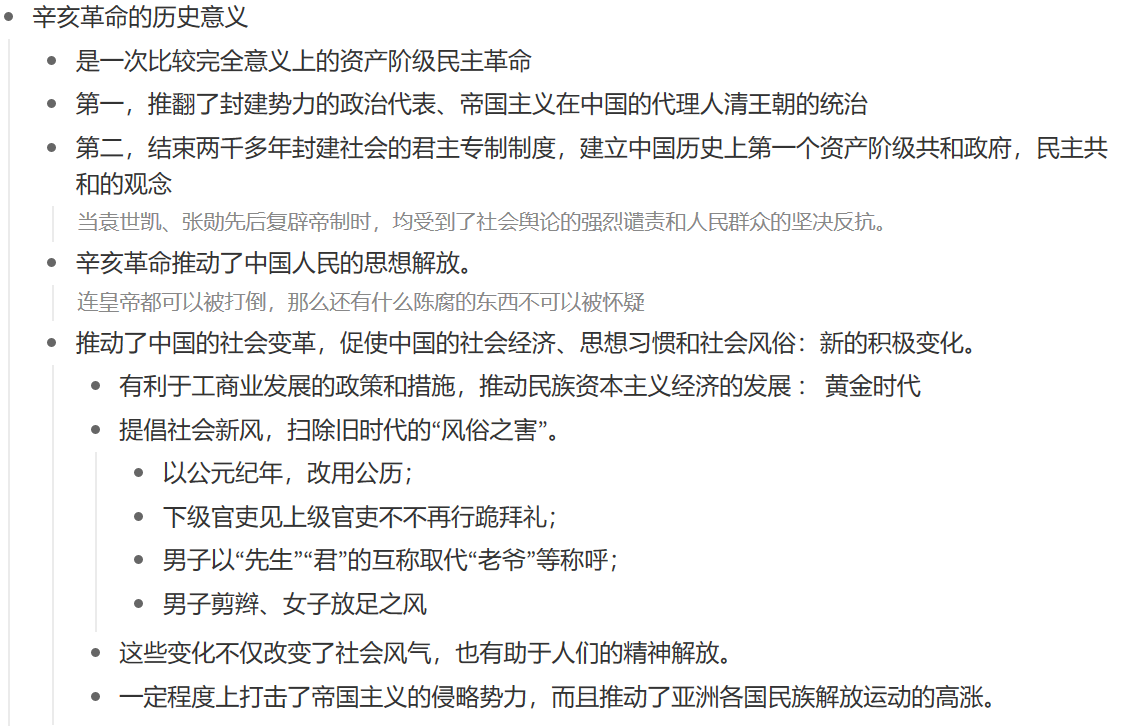 辛亥革命的历史意义
是一次比较完全意义上的资产阶级民主革命
第一，推翻了封建势力的政治代表、帝国主义在中国的代理人清王朝的统治
第二，结束两千多年封建社会的君主专制制度，建立中国历史上第一个资产阶级共和政府，民主共
和的观念
当袁世凯、张勋先后复辟帝制时，均受到了社会舆论的强烈谴责和人民群众的坚决反抗。
辛亥革命推动了中国人民的思想解放。
连皇帝都可以被打倒，那么还有什么陈腐的东西不可以被怀疑
推动了中国的社会变革，促使中国的社会经济、思想习惯和社会风俗：新的积极变化。
有利于工商业发展的政策和措施，推动民族资本主义经济的发展： 黄金时代
提倡社会新风，扫除旧时代的“风俗之害”。
以公元纪年，改用公历；
下级官吏见上级官吏不不再行跪拜礼；
男子以“先生”“君”的互称取代“老爷”等称呼；
男子剪辫、女子放足之风
这些变化不仅改变了社会风气，也有助于人们的精神解放。
一定程度上打击了帝国主义的侵略势力，而且推动了亚洲各国民族解放运动的高涨。